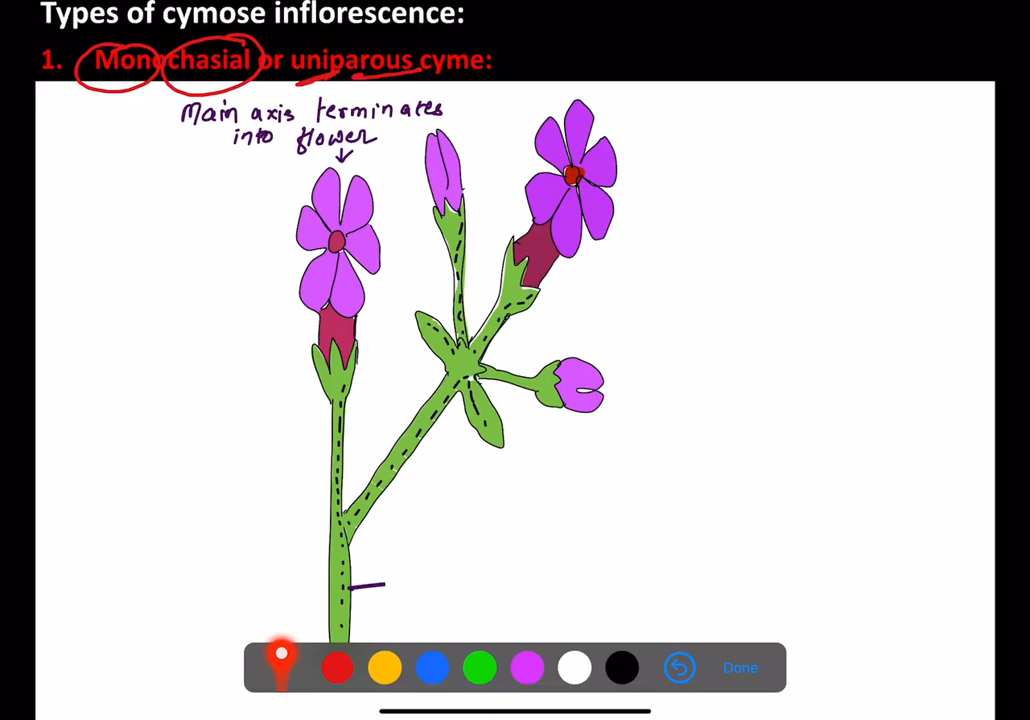 Types of cymose inflorescence:
1. Monochasial or uniparous cyme:
Main axis terminates
into flower
Done